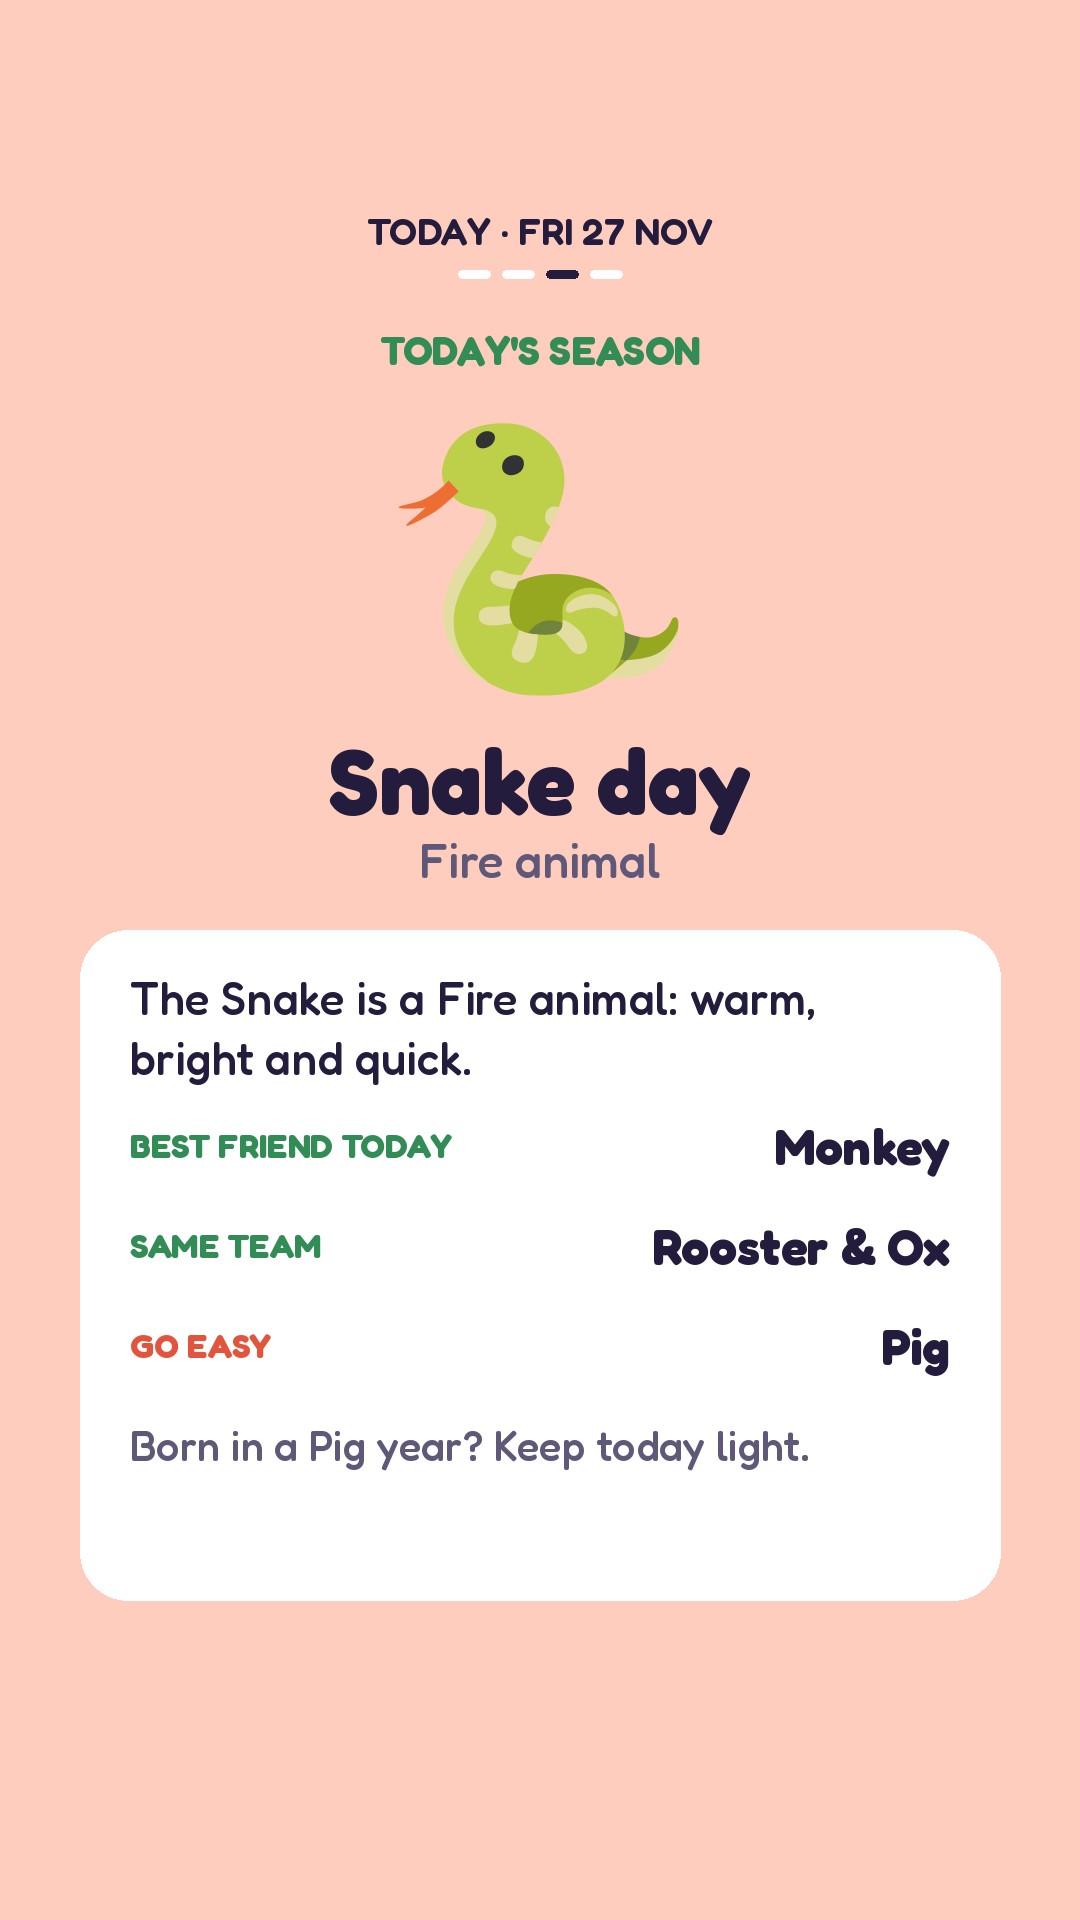 TODAY · FRI 27 NOV
TODAY'S SEASON
Snake day
Fire animal
The Snake is a Fire animal: warm,
bright and quick.
BEST FRIEND TODAY Monkey
SAME TEAM Rooster & Ox
GO EASY Pig
Born in a Pig year? Keep today light.